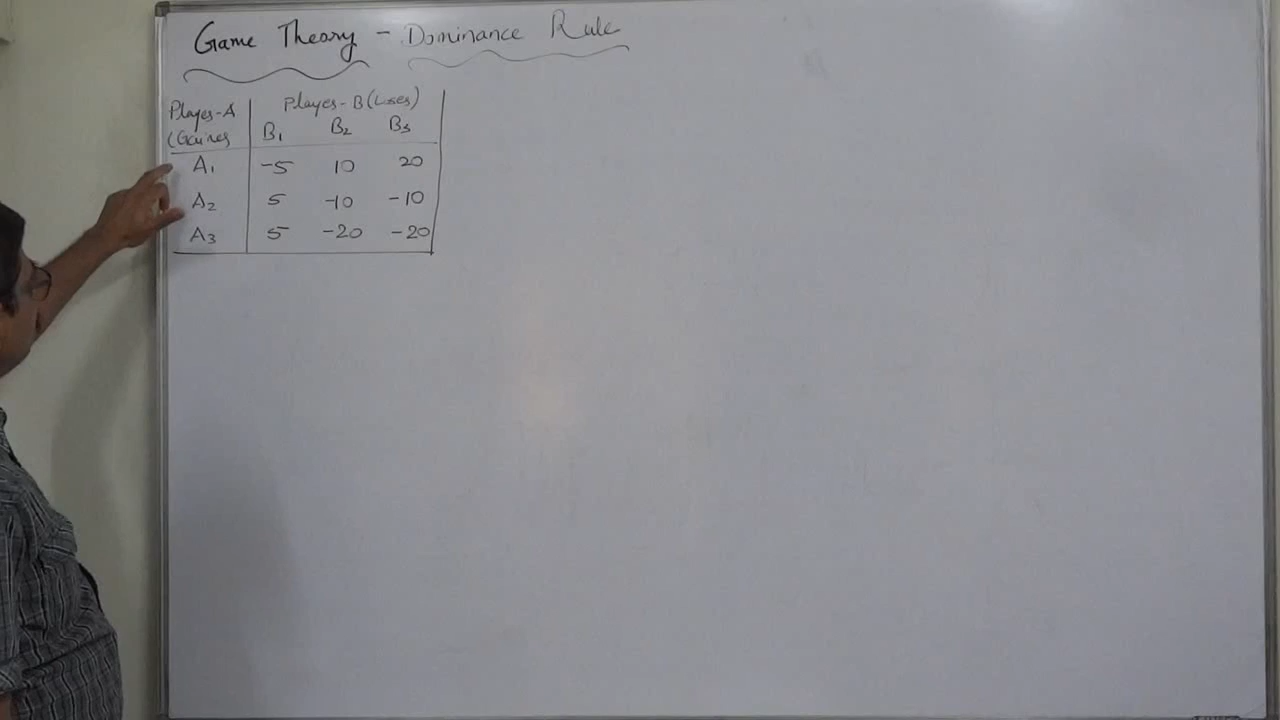 Game Theory - Dominance Rule
Player-A Player-B (Loses)
(Gaines B1 B2 B3
A1 -5 10 20
A2 5 -10 -10
A3 5 -20 -20